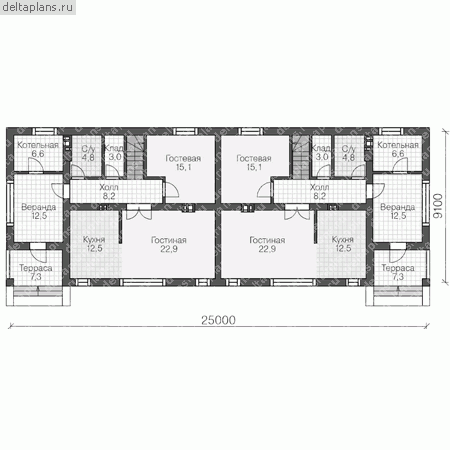 deltaplans.ru
Котельная
6,6
С/у
4,8
Клад.
3,0
Гостевая
15,1
Гостевая
15,1
Клад.
3,0
С/у
4,8
Котельная
6,6
Холл
8,2
Холл
8,2
Веранда
12,5
Веранда
12,5
Кухня
12,5
Гостиная
22,9
Гостиная
22,9
Кухня
12,5
Терраса
7,3
Терраса
7,3
9100
25000